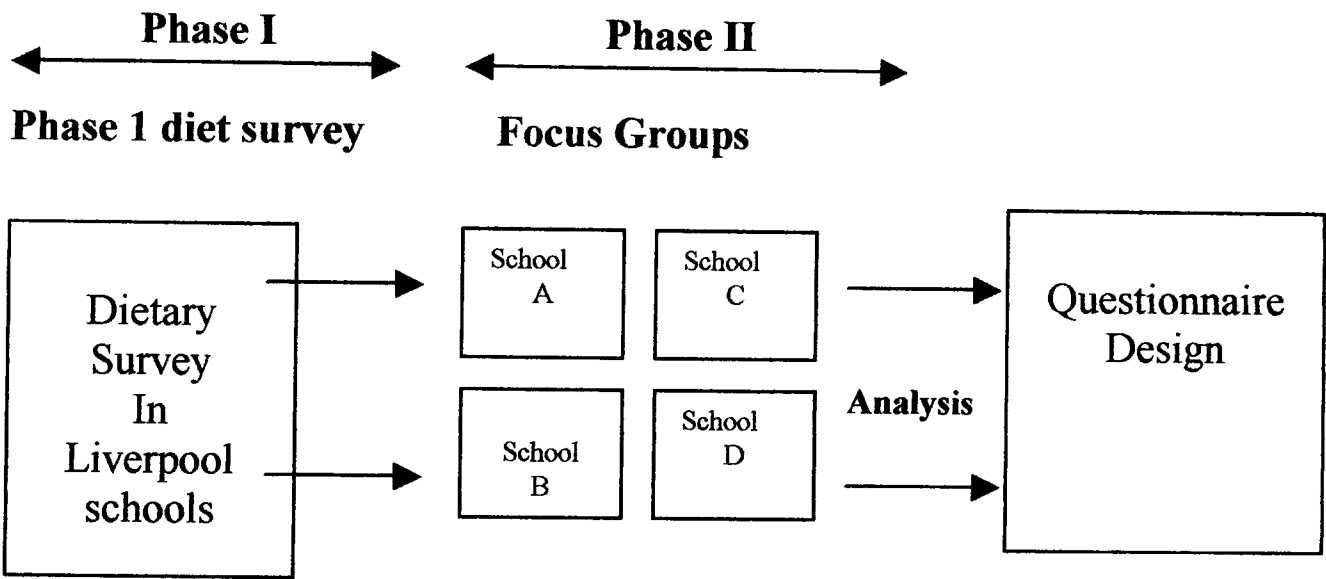 Phase I
Phase II
Phase 1 diet survey
Focus Groups
Dietary
Survey
In
Liverpool
schools
School
A
School
C
School
B
School
D
Analysis
Questionnaire
Design